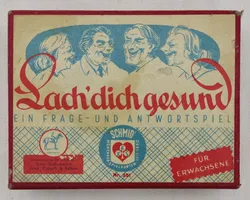 Lach' dich gesund
EIN FRAGE- UND ANTWORTSPIEL
SCHMID
FÜR
ERWACHSENE